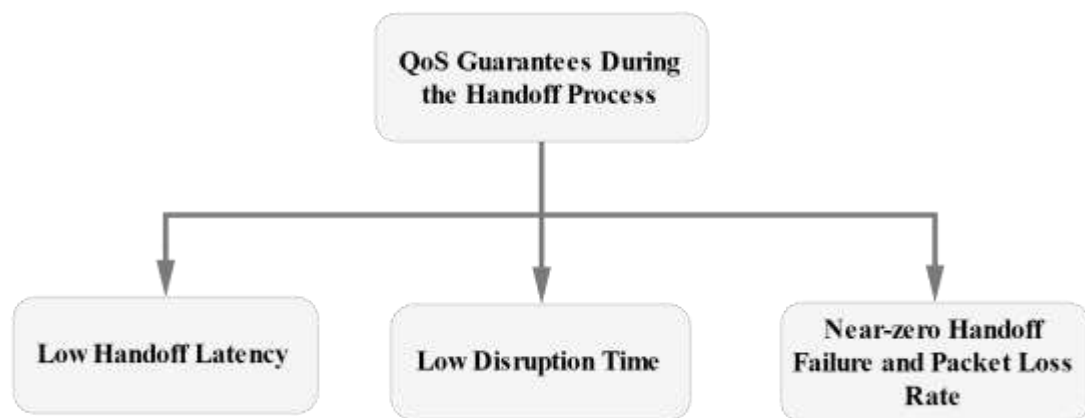 QoS Guarantees During
the Handoff Process
Low Handoff Latency
Low Disruption Time
Near-zero Handoff
Failure and Packet Loss
Rate